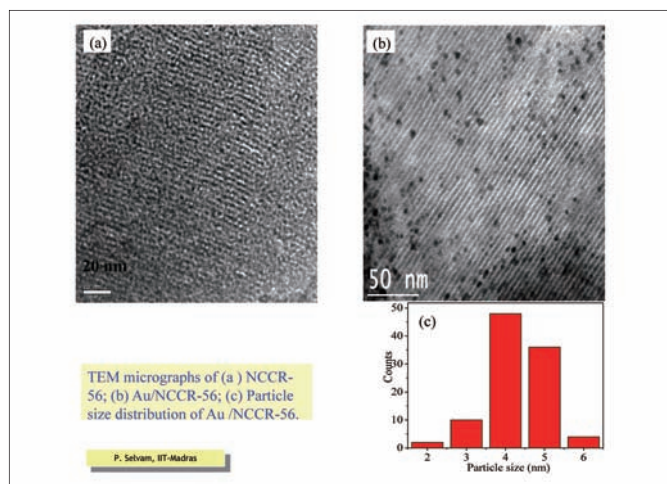 (a)
20 nm
(b)
50 nm
(c)
Counts
50
40
30
20
10
0
2 3 4 5 6
Particle size (nm)
TEM micrographs of (a ) NCCR-
56; (b) Au/NCCR-56; (c) Particle
size distribution of Au /NCCR-56.
P. Selvam, IIT-Madras